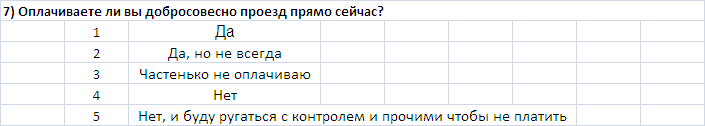 7) Оплачиваете ли вы добросовесно проезд прямо сейчас?
1 Да
2 Да, но не всегда
3 Частенько не оплачиваю
4 Нет
5 Нет, и буду ругаться с контролем и прочими чтобы не платить